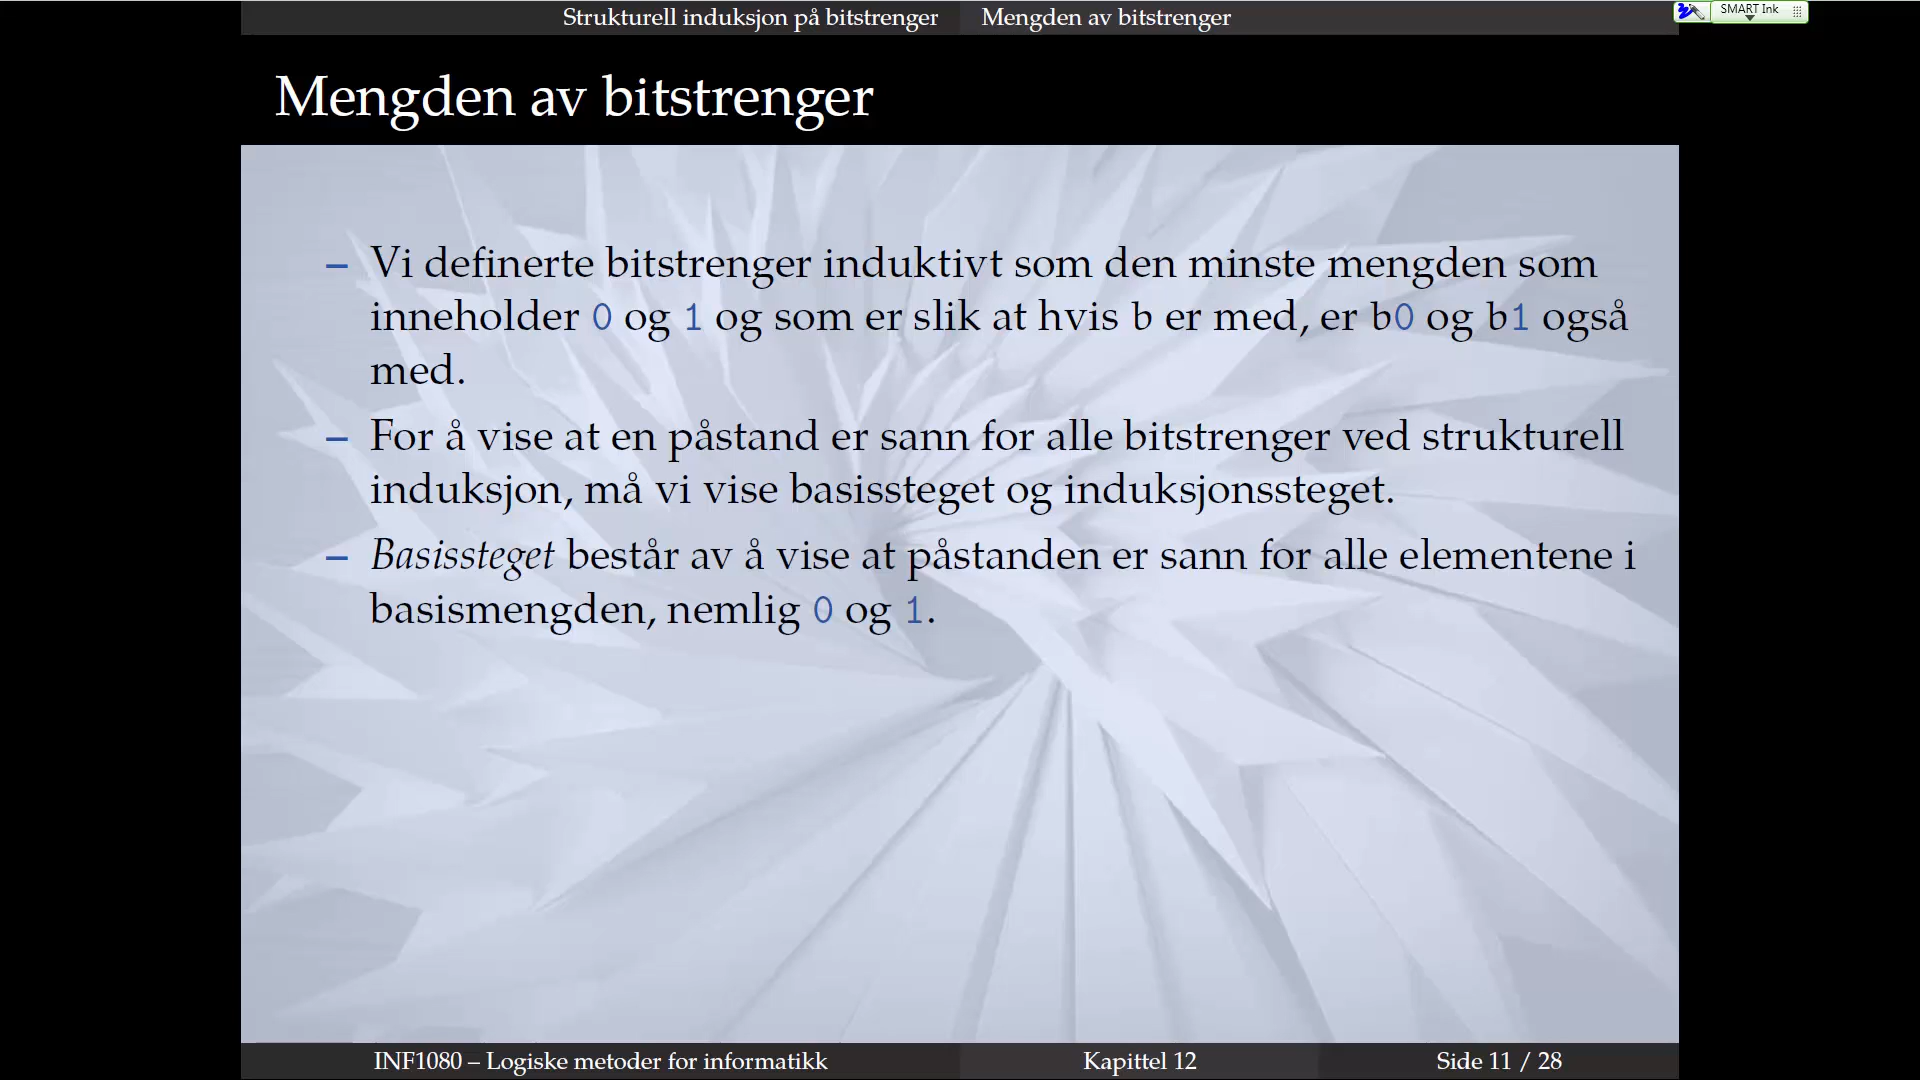 Strukturell induksjon på bitstrenger Mengden av bitstrenger
SMART Ink
Mengden av bitstrenger
– Vi definerte bitstrenger induktivt som den minste mengden som
inneholder 0 og 1 og som er slik at hvis b er med, er b0 og b1 også
med.
– For å vise at en påstand er sann for alle bitstrenger ved strukturell
induksjon, må vi vise basissteget og induksjonssteget.
– Basissteget består av å vise at påstanden er sann for alle elementene i
basismengden, nemlig 0 og 1.
INF1080 – Logiske metoder for informatikk Kapittel 12 Side 11 / 28